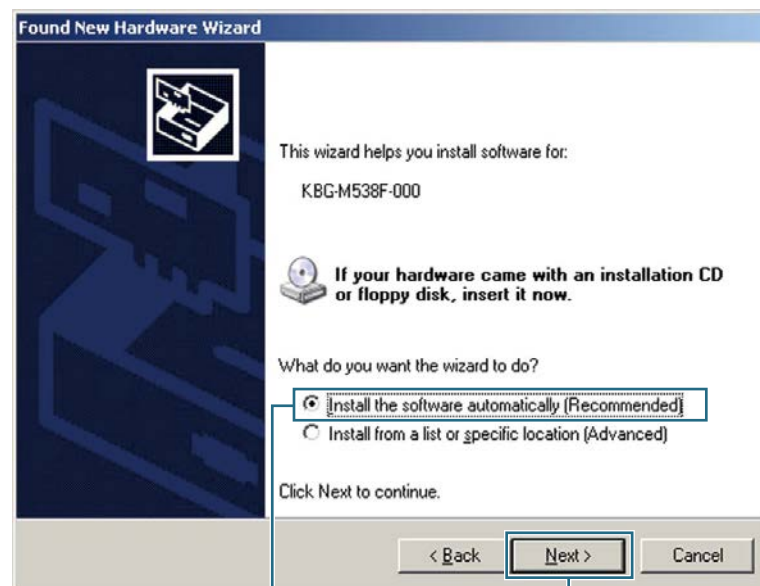 Found New Hardware Wizard
This wizard helps you install software for:
KBG-M538F-000
If your hardware came with an installation CD
or floppy disk, insert it now.
What do you want the wizard to do?
Install the software automatically (Recommended)
Install from a list or specific location (Advanced)
Click Next to continue.
< Back Next > Cancel